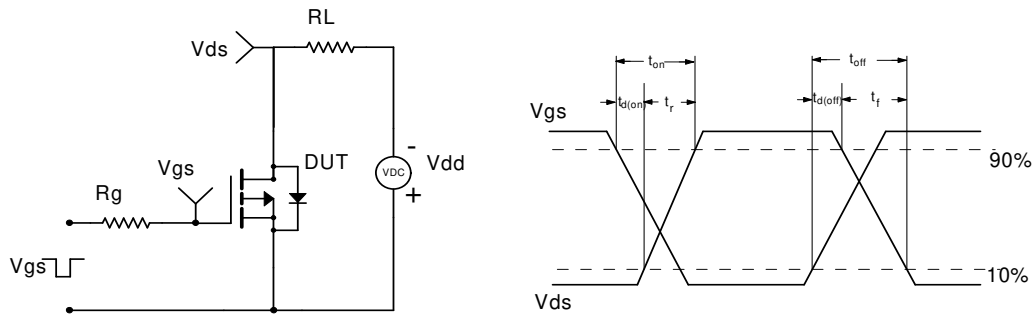 RL
Vds
Vgs
DUT
-
VDC
Vdd
+
Rg
Vgs
ton
toff
td(on)
tr
td(off)
tf
Vgs
90%
10%
Vds